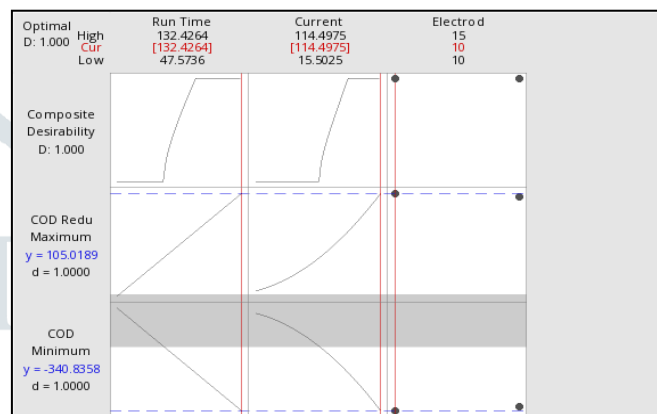 Optimal
D: 1.000
High
Cur
Low
Run Time
132.4264
[132.4264]
47.5736
Current
114.4975
[114.4975]
15.5025
Electrod
15
10
10
Composite
Desirability
D: 1.000
COD Redu
Maximum
y = 105.0189
d = 1.0000
COD
Minimum
y = -340.8358
d = 1.0000